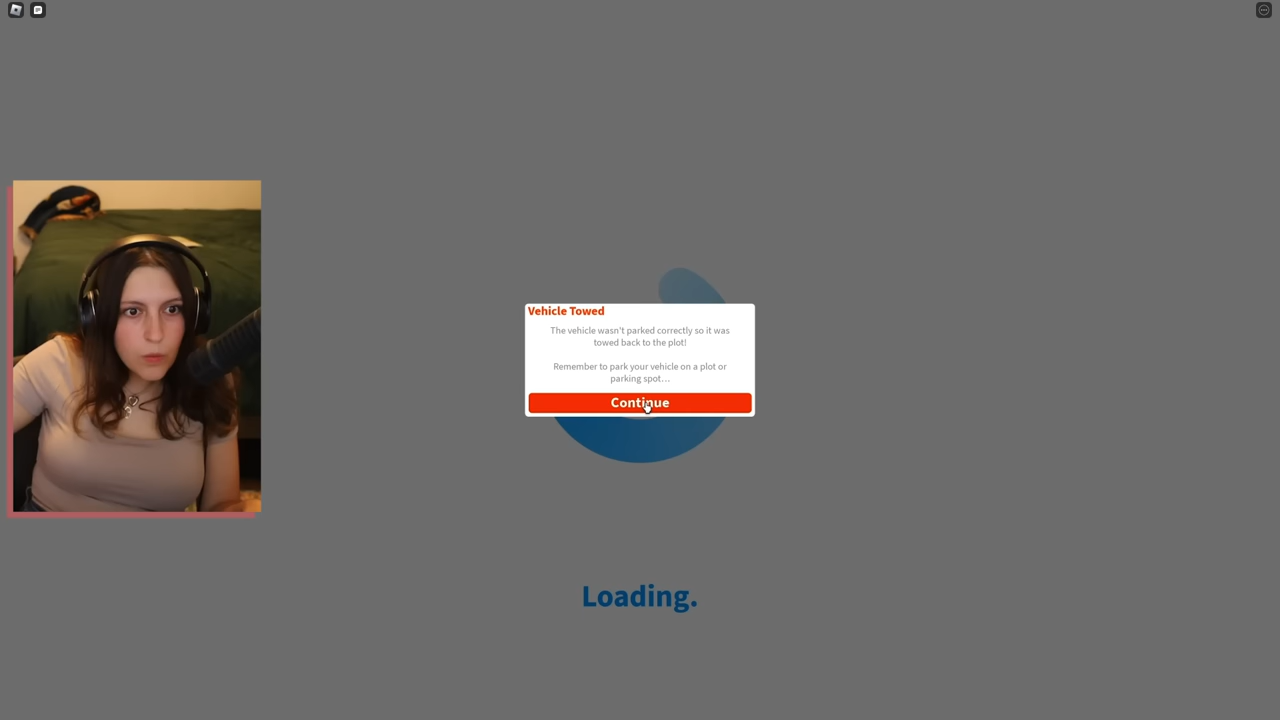 Vehicle Towed
The vehicle wasn't parked correctly so it was
towed back to the plot!
Remember to park your vehicle on a plot or
parking spot...
Continue
Loading.